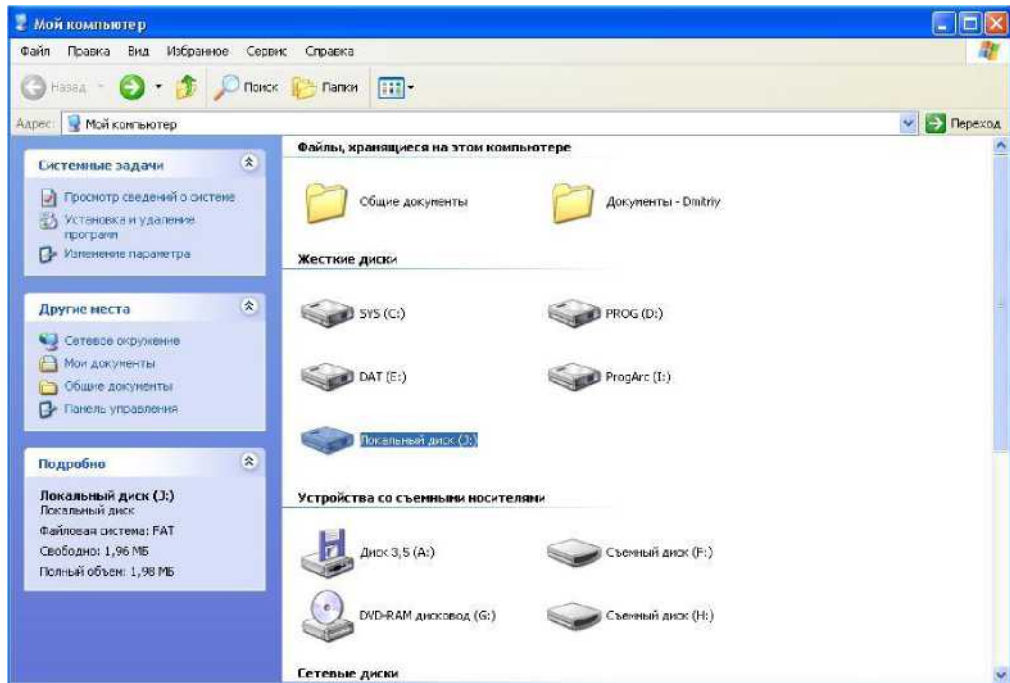 Мой компьютер
Файл Правка Вид Избранное Сервис Справка
Назад Поиск Папки
Адрес: Мой компьютер Переход
Системные задачи
Просмотр сведений о системе
Установка и удаление
программ
Изменение параметра
Другие места
Сетевое окружение
Мои документы
Общие документы
Панель управления
Подробно
Локальный диск (J:)
Локальный диск
Файловая система: FAT
Свободно: 1,96 МБ
Полный объем: 1,98 МБ
Файлы, хранящиеся на этом компьютере
Общие документы Документы - Dmitriy
Жесткие диски
SYS (C:) PROG (D:)
DAT (E:) ProgArc (I:)
Локальный диск (J:)
Устройства со съемными носителями
Диск 3,5 (A:) Съемный диск (F:)
DVD-RAM дисковод (G:) Съемный диск (H:)
Сетевые диски